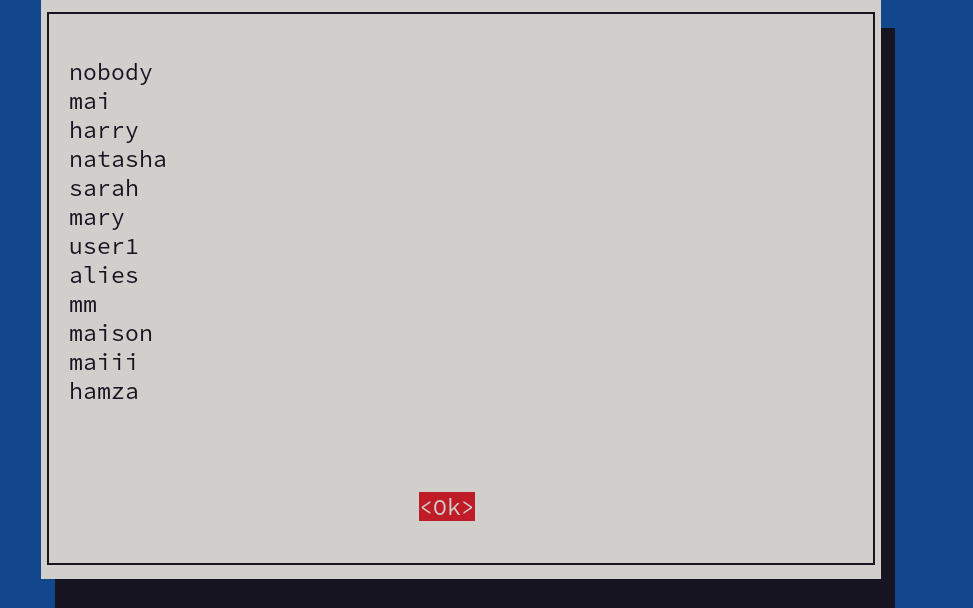 nobody
mai
harry
natasha
sarah
mary
user1
alies
mm
maison
maiii
hamza
<Ok>